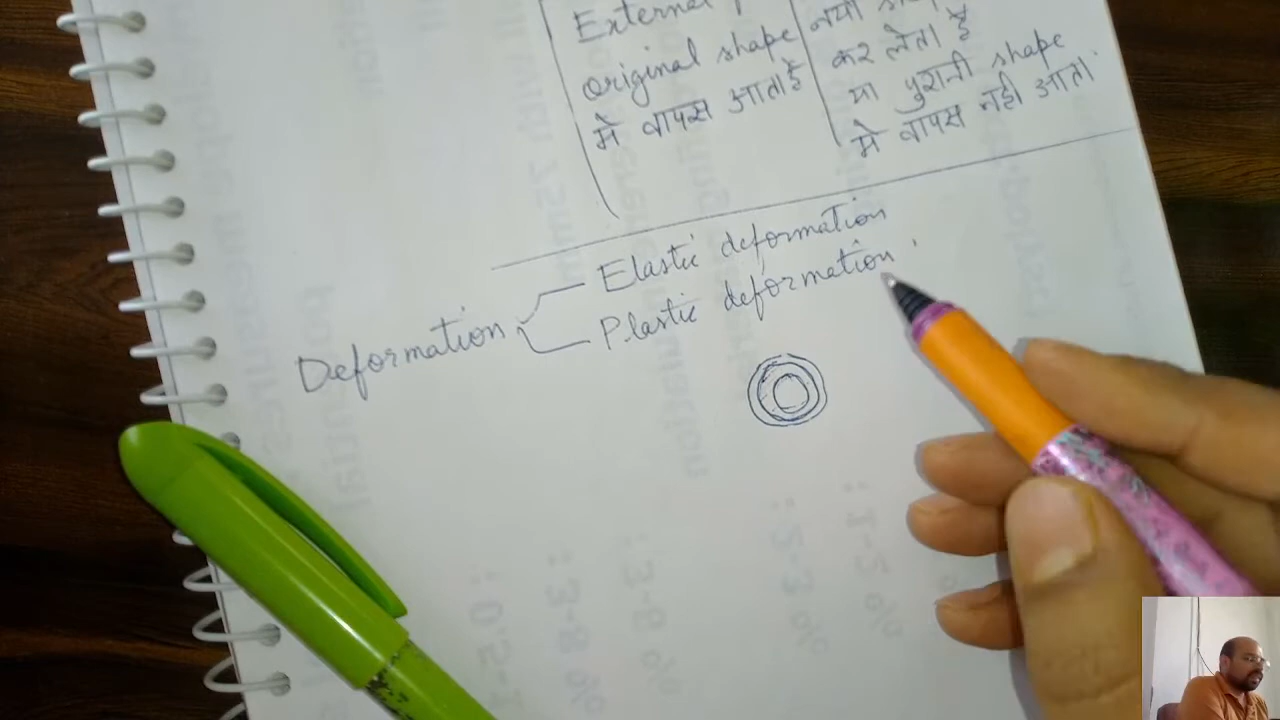 External
original shape
मे वापस आता है
कर लेता है
या पुरानी shape
मे वापस नही आता.
Elastic deformation
Deformation
Plastic deformation